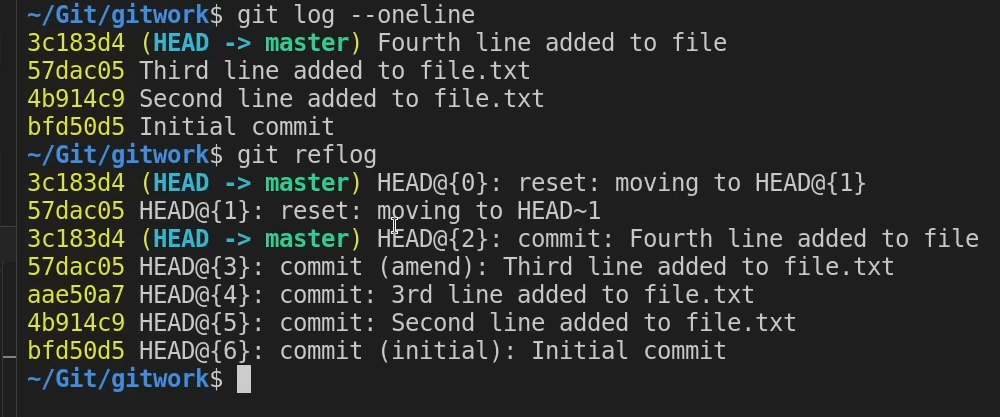 ~/Git/gitwork$ git log --oneline
3c183d4 (HEAD -> master) Fourth line added to file
57dac05 Third line added to file.txt
4b914c9 Second line added to file.txt
bfd50d5 Initial commit
~/Git/gitwork$ git reflog
3c183d4 (HEAD -> master) HEAD@{0}: reset: moving to HEAD@{1}
57dac05 HEAD@{1}: reset: moving to HEAD~1
3c183d4 (HEAD -> master) HEAD@{2}: commit: Fourth line added to file
57dac05 HEAD@{3}: commit (amend): Third line added to file.txt
aae50a7 HEAD@{4}: commit: 3rd line added to file.txt
4b914c9 HEAD@{5}: commit: Second line added to file.txt
bfd50d5 HEAD@{6}: commit (initial): Initial commit
~/Git/gitwork$